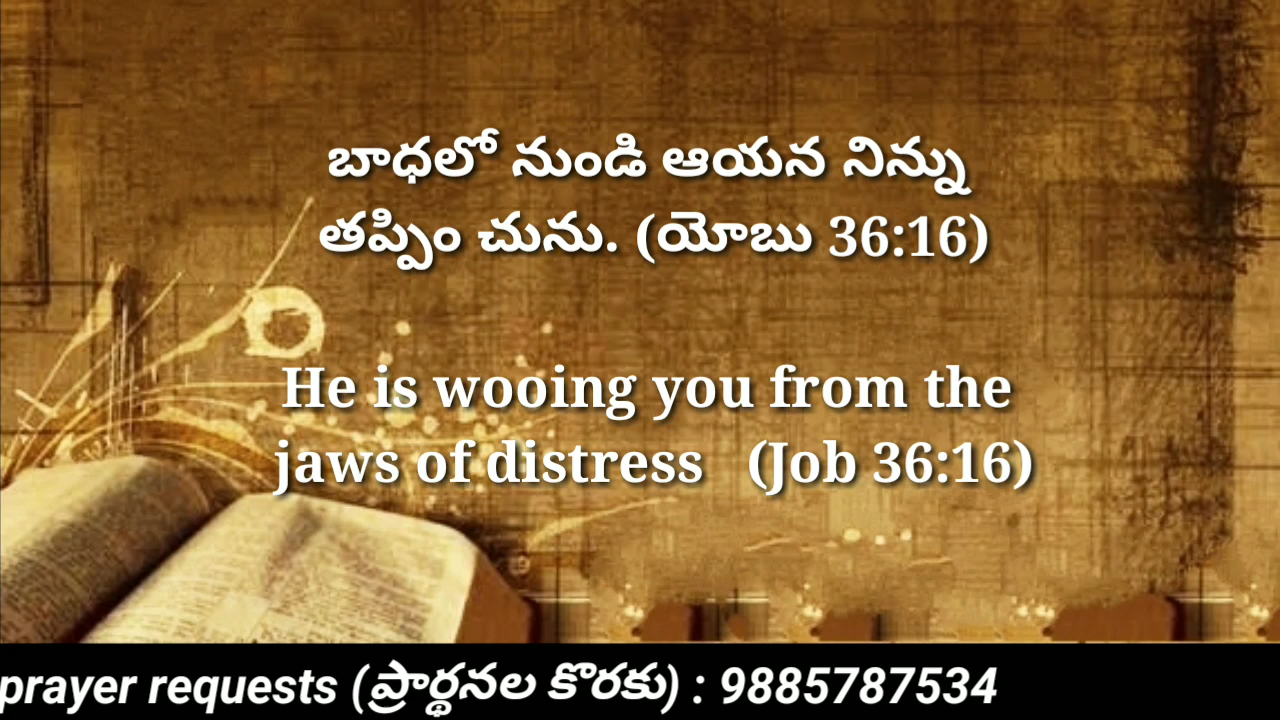 బాధలో నుండి ఆయన నిన్ను
తప్పిం చును. (యోబు 36:16)
He is wooing you from the
jaws of distress (Job 36:16)
prayer requests (ప్రార్థనల కొరకు) : 9885787534